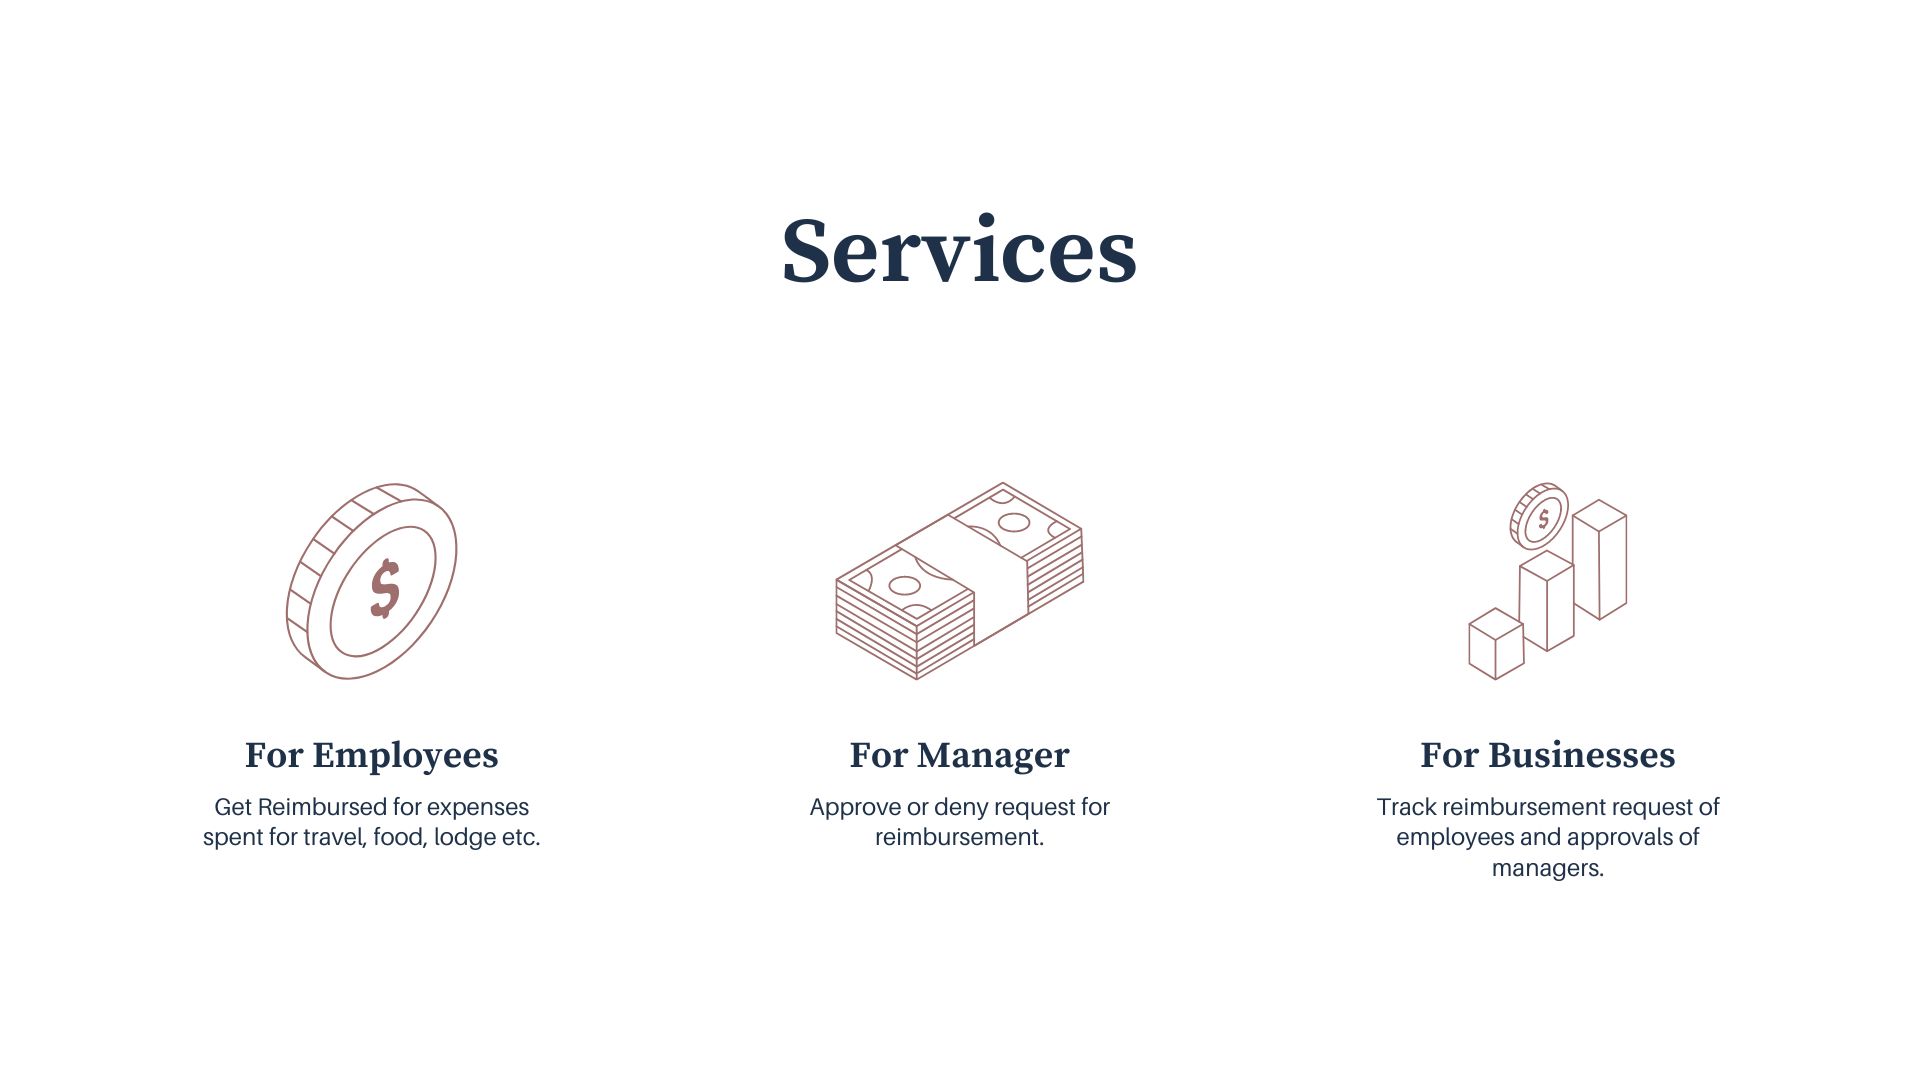 Services
$
$
For Employees
For Manager
For Businesses
Get Reimbursed for expenses
spent for travel, food, lodge etc.
Approve or deny request for
reimbursement.
Track reimbursement request of
employees and approvals of
managers.